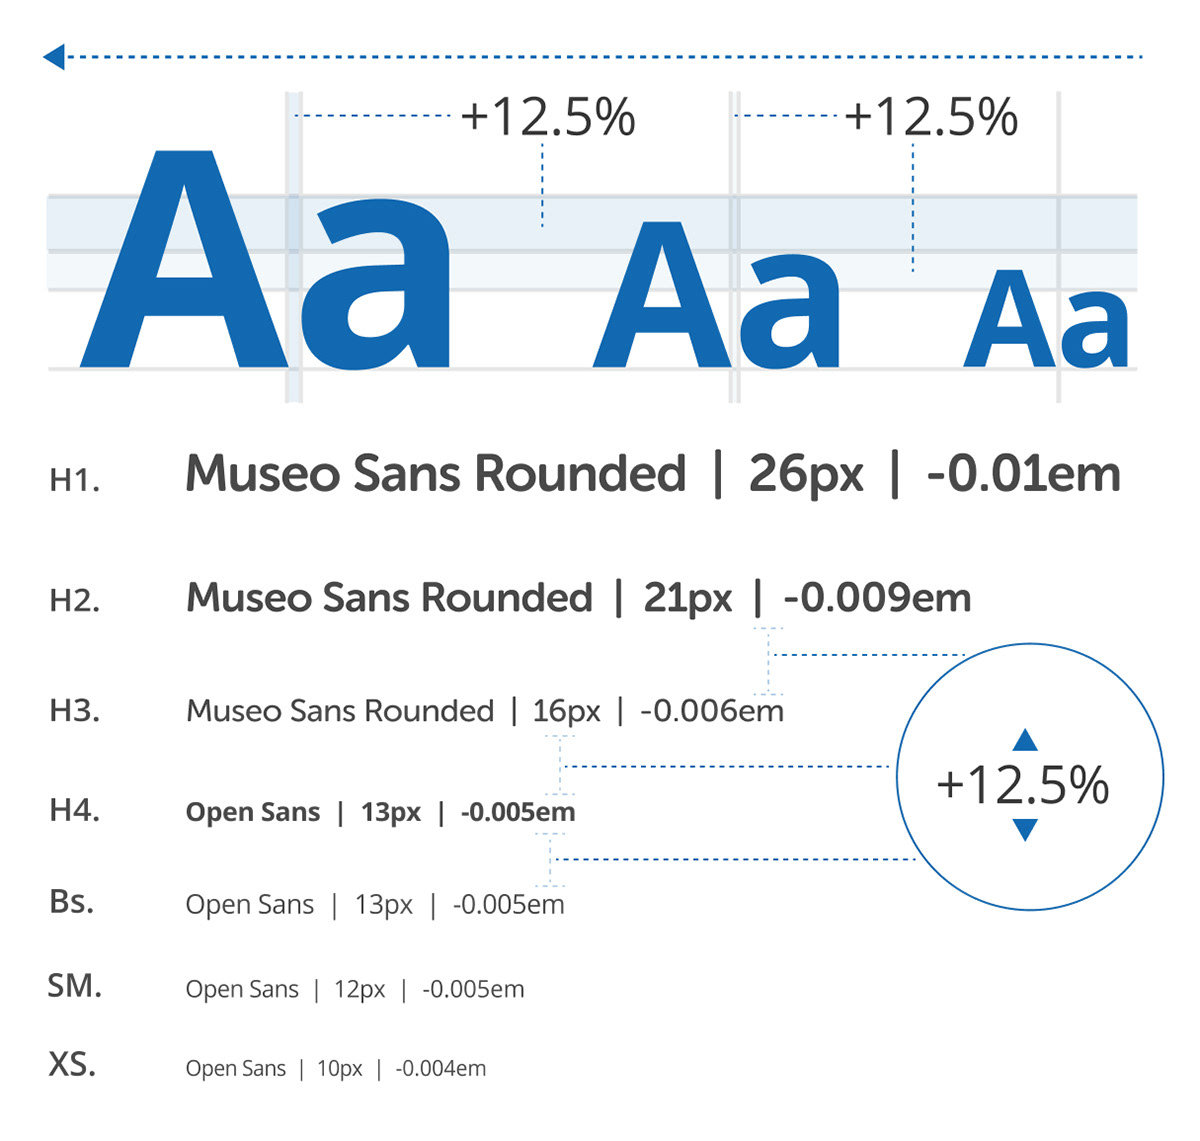 +12.5% +12.5%
Aa Aa Aa
H1. Museo Sans Rounded | 26px | -0.01em
H2. Museo Sans Rounded | 21px | -0.009em
H3. Museo Sans Rounded | 16px | -0.006em
+12.5%
H4. Open Sans | 13px | -0.005em
Bs. Open Sans | 13px | -0.005em
SM. Open Sans | 12px | -0.005em
XS. Open Sans | 10px | -0.004em